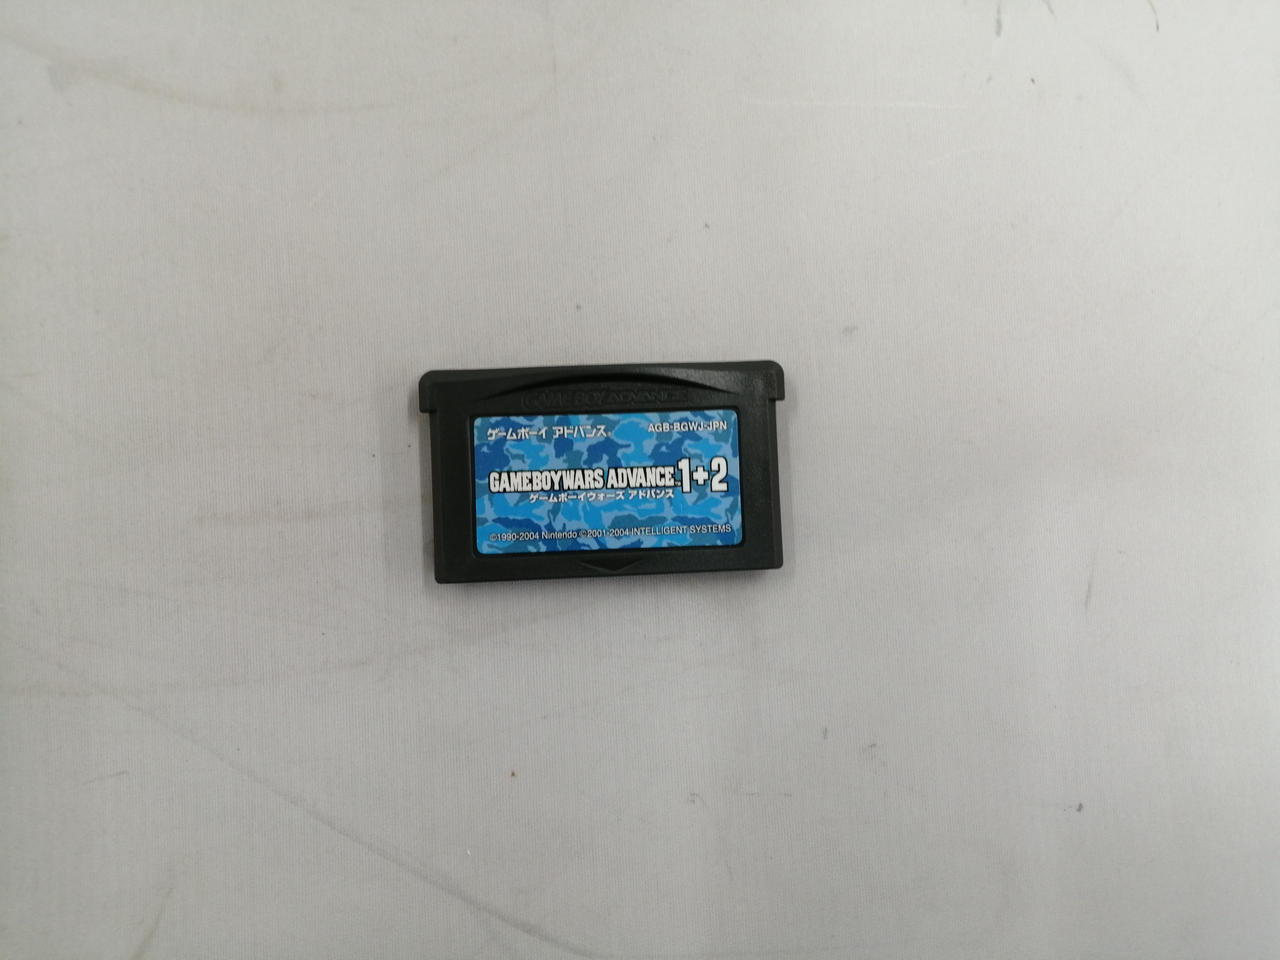 GAME BOY ADVANCE
ゲームボーイ アドバンス®
AGB-BGWJ-JPN
GAMEBOYWARS ADVANCE™1+2
ゲームボーイウォーズ アドバンス
©1990-2004 Nintendo ©2001-2004 INTELLIGENT SYSTEMS